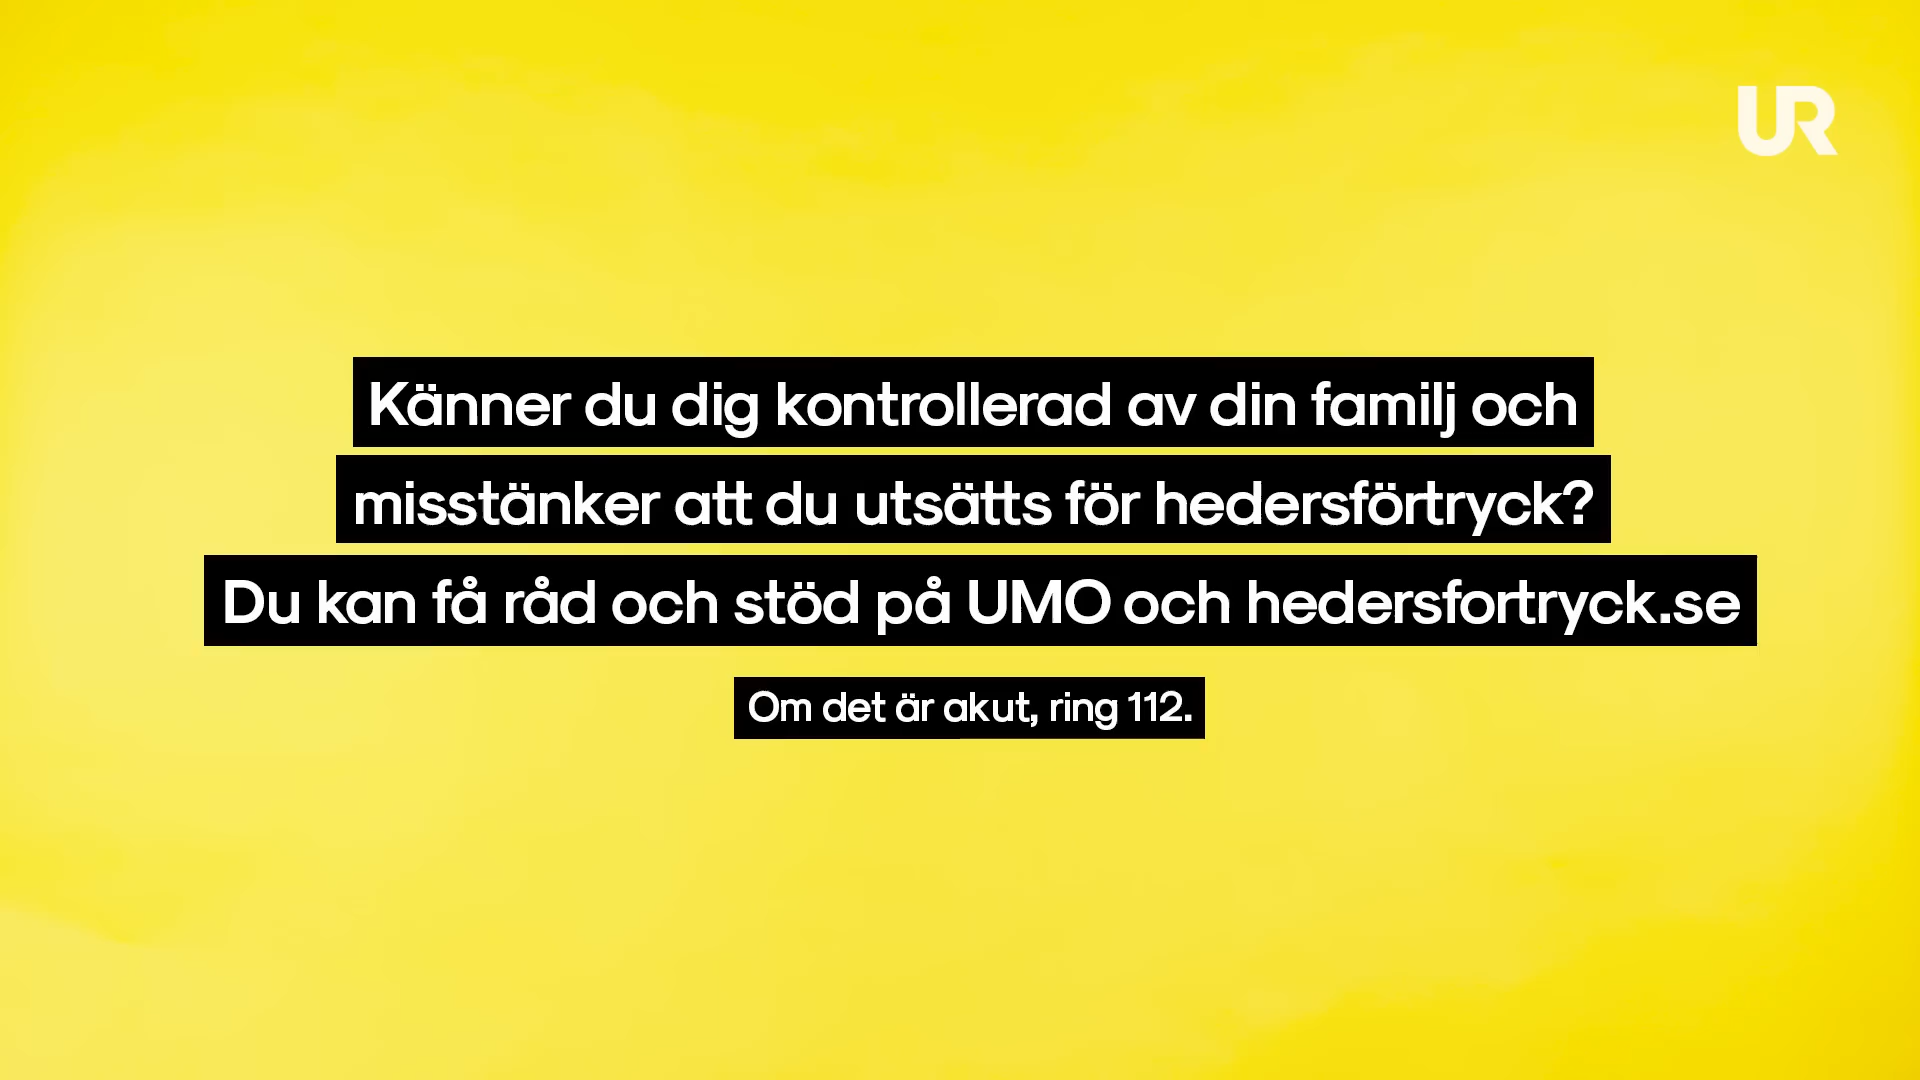 UR
Känner du dig kontrollerad av din familj och
misstänker att du utsätts för hedersförtryck?
Du kan få råd och stöd på UMO och hedersfortryck.se
Om det är akut, ring 112.